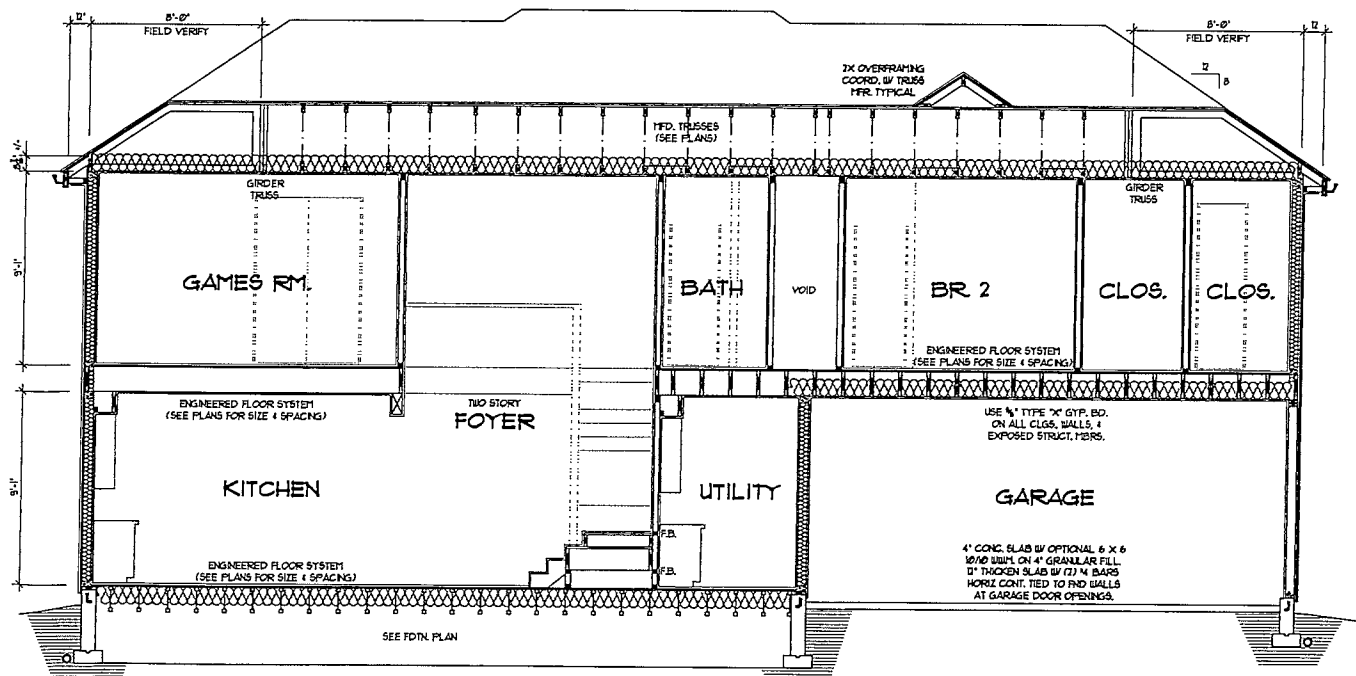 12"
8'-0"
FIELD VERIFY
8'-0"
FIELD VERIFY
12
12
8
2X OVERFRAMING
COORD. W/ TRUSS
MFR. TYPICAL
MFD. TRUSSES
(SEE PLANS)
GIRDER
TRUSS
GIRDER
TRUSS
9'-1"
GAMES RM.
BATH
VOID
BR. 2
CLOS.
CLOS.
ENGINEERED FLOOR SYSTEM
(SEE PLANS FOR SIZE & SPACING)
ENGINEERED FLOOR SYSTEM
(SEE PLANS FOR SIZE & SPACING)
TWO STORY
FOYER
USE 5/8" TYPE "X" GYP. BD.
ON ALL CLGS., WALLS, &
EXPOSED STRUCT. MBRS.
9'-1"
KITCHEN
UTILITY
GARAGE
F.B.
F.B.
ENGINEERED FLOOR SYSTEM
(SEE PLANS FOR SIZE & SPACING)
4" CONC. SLAB W/ OPTIONAL 6 X 6
10/10 WWM. ON 4" GRANULAR FILL.
12" THICKEN SLAB W/ (2) #4 BARS
HORIZ. CONT. TIED TO FND WALLS
AT GARAGE DOOR OPENINGS.
SEE FDTN. PLAN